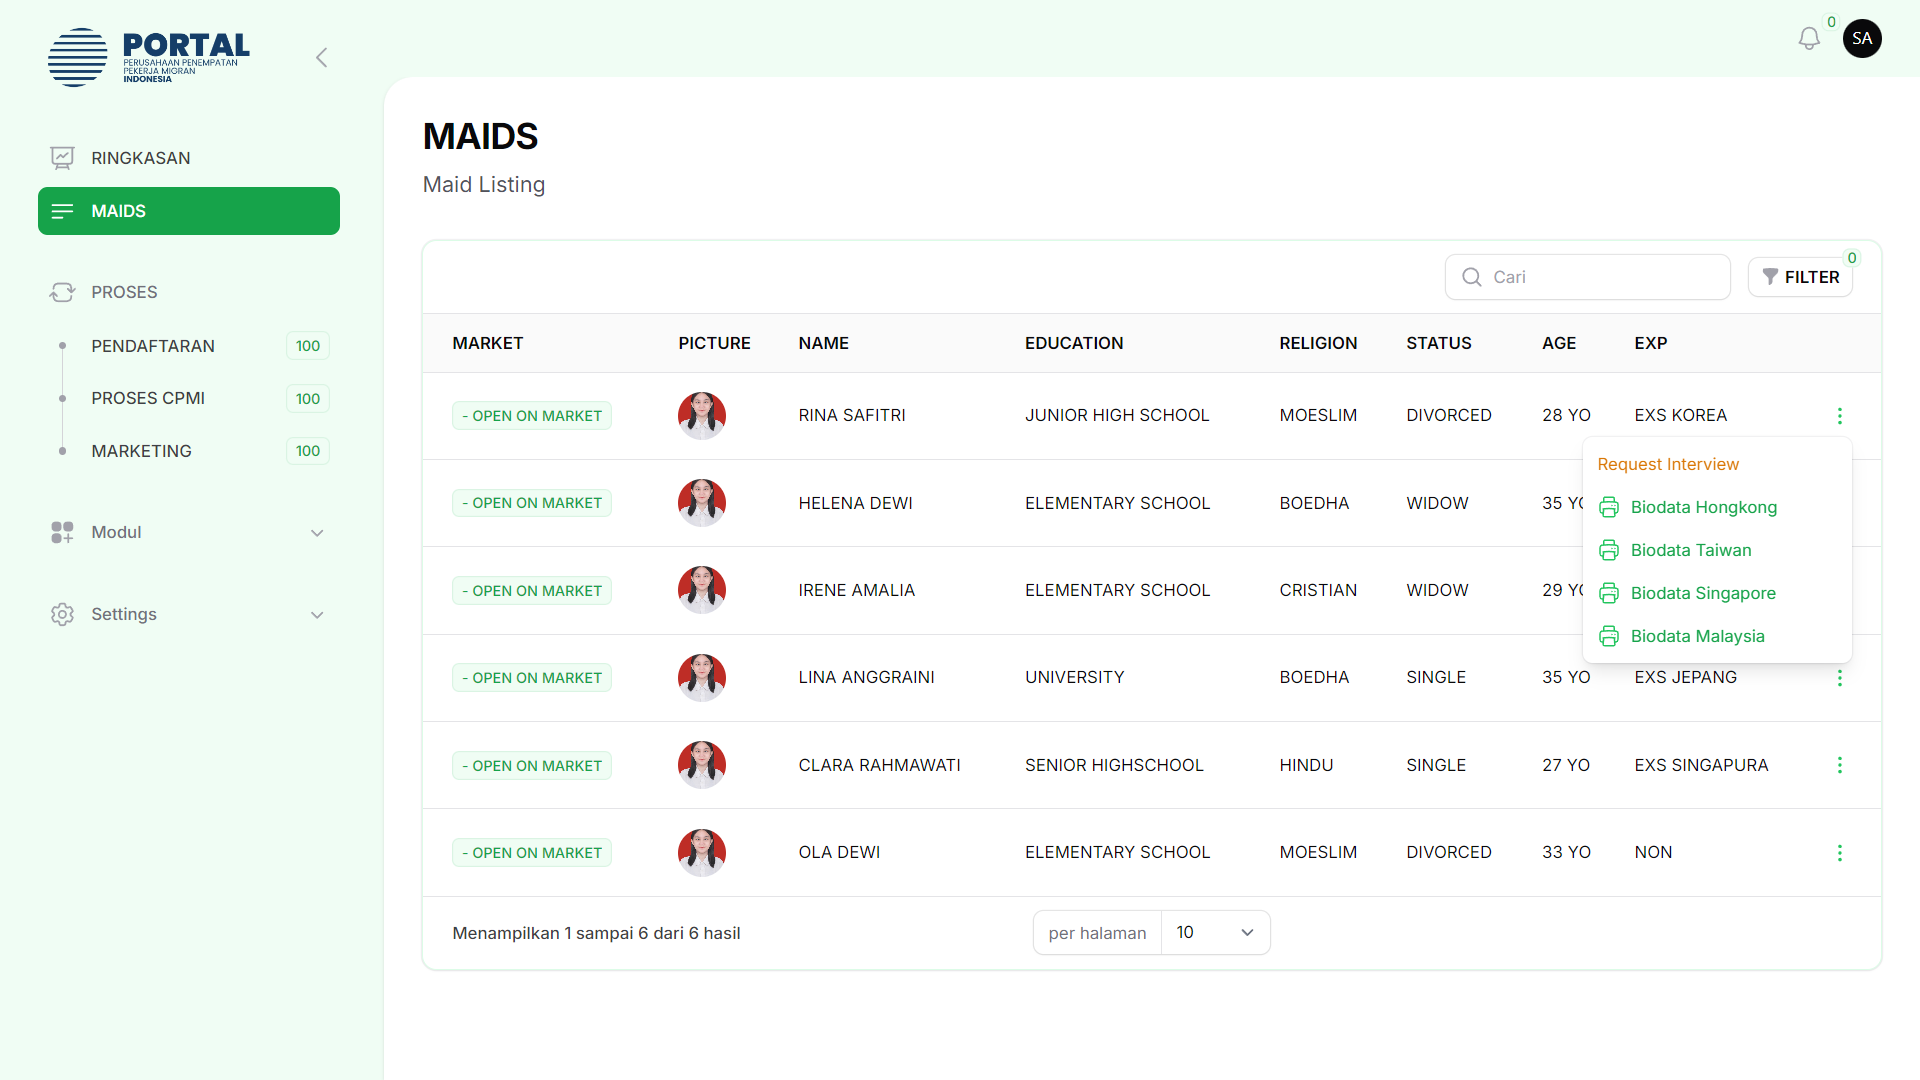 PORTAL
PERUSAHAAN PENEMPATAN
PEKERJA MIGRAN
INDONESIA
0
SA
RINGKASAN
MAIDS
PROSES
PENDAFTARAN 100
PROSES CPMI 100
MARKETING 100
Modul
Settings
MAIDS
Maid Listing
Cari
FILTER
0
MARKET PICTURE NAME EDUCATION RELIGION STATUS AGE EXP
- OPEN ON MARKET RINA SAFITRI JUNIOR HIGH SCHOOL MOESLIM DIVORCED 28 YO EXS KOREA
- OPEN ON MARKET HELENA DEWI ELEMENTARY SCHOOL BOEDHA WIDOW 35
- OPEN ON MARKET IRENE AMALIA ELEMENTARY SCHOOL CRISTIAN WIDOW 29
- OPEN ON MARKET LINA ANGGRAINI UNIVERSITY BOEDHA SINGLE 35 YO EXS JEPANG
- OPEN ON MARKET CLARA RAHMAWATI SENIOR HIGHSCHOOL HINDU SINGLE 27 YO EXS SINGAPURA
- OPEN ON MARKET OLA DEWI ELEMENTARY SCHOOL MOESLIM DIVORCED 33 YO NON
Request Interview
Biodata Hongkong
Biodata Taiwan
Biodata Singapore
Biodata Malaysia
Menampilkan 1 sampai 6 dari 6 hasil
per halaman 10